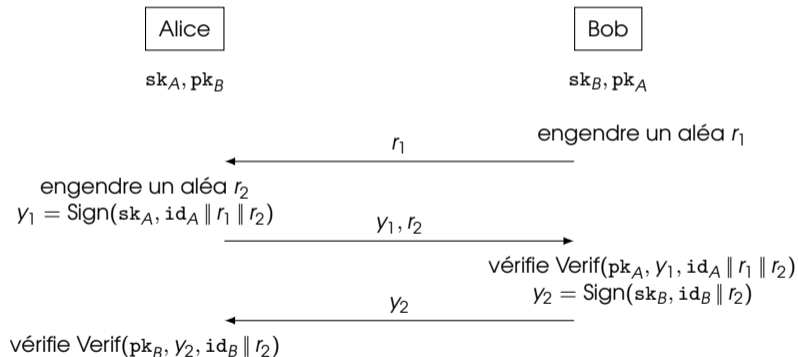 Alice
Bob
sk_A, pk_B
sk_B, pk_A
engendre un aléa r_1
r_1
engendre un aléa r_2
y_1 = Sign(sk_A, id_A ∥ r_1 ∥ r_2)
y_1, r_2
vérifie Verif(pk_A, y_1, id_A ∥ r_1 ∥ r_2)
y_2 = Sign(sk_B, id_B ∥ r_2)
y_2
vérifie Verif(pk_B, y_2, id_B ∥ r_2)